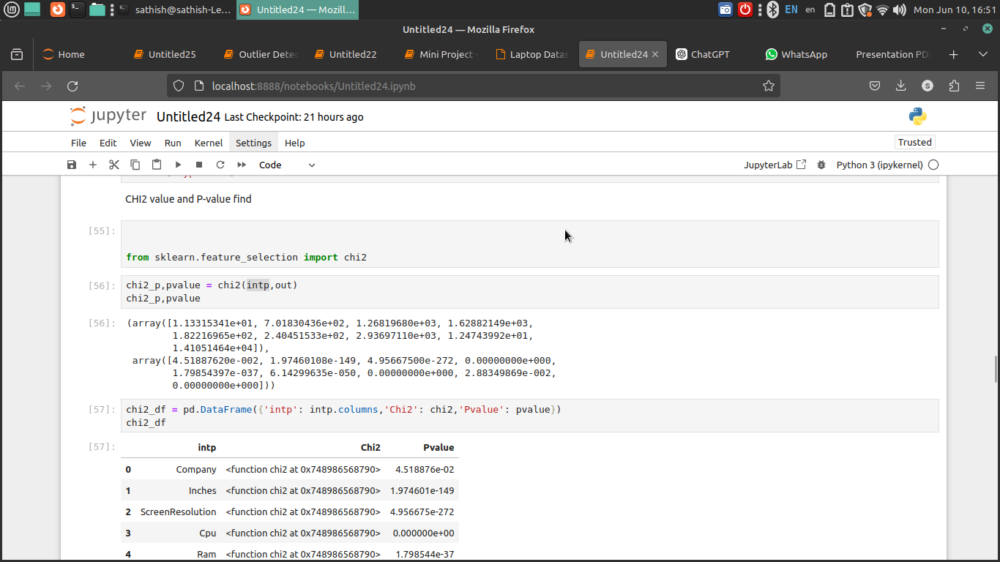 sathish@sathish-Le... Untitled24 — Mozill... EN en Mon Jun 10, 16:51
Untitled24 — Mozilla Firefox
Home Untitled25 Outlier Detec Untitled22 Mini Project - Laptop Datas Untitled24 ChatGPT WhatsApp Presentation PD
localhost:8888/notebooks/Untitled24.ipynb S
jupyter Untitled24 Last Checkpoint: 21 hours ago
File Edit View Run Kernel Settings Help Trusted
Code JupyterLab Python 3 (ipykernel)
CHI2 value and P-value find
[55]:
from sklearn.feature_selection import chi2
[56]: chi2_p,pvalue = chi2(intp,out)
chi2_p,pvalue
[56]: (array([1.13315341e+01, 7.01830436e+02, 1.26819680e+03, 1.62882149e+03,
1.82216965e+02, 2.40451533e+02, 2.93697110e+03, 1.24743992e+01,
1.41051464e+04]),
array([4.51887620e-002, 1.97460108e-149, 4.95667500e-272, 0.00000000e+000,
1.79854397e-037, 6.14299635e-050, 0.00000000e+000, 2.88349869e-002,
0.00000000e+000]))
[57]: chi2_df = pd.DataFrame({'intp': intp.columns,'Chi2': chi2,'Pvalue': pvalue})
chi2_df
[57]: intp Chi2 Pvalue
0 Company <function chi2 at 0x748986568790> 4.518876e-02
1 Inches <function chi2 at 0x748986568790> 1.974601e-149
2 ScreenResolution <function chi2 at 0x748986568790> 4.956675e-272
3 Cpu <function chi2 at 0x748986568790> 0.000000e+00
4 Ram <function chi2 at 0x748986568790> 1.798544e-37